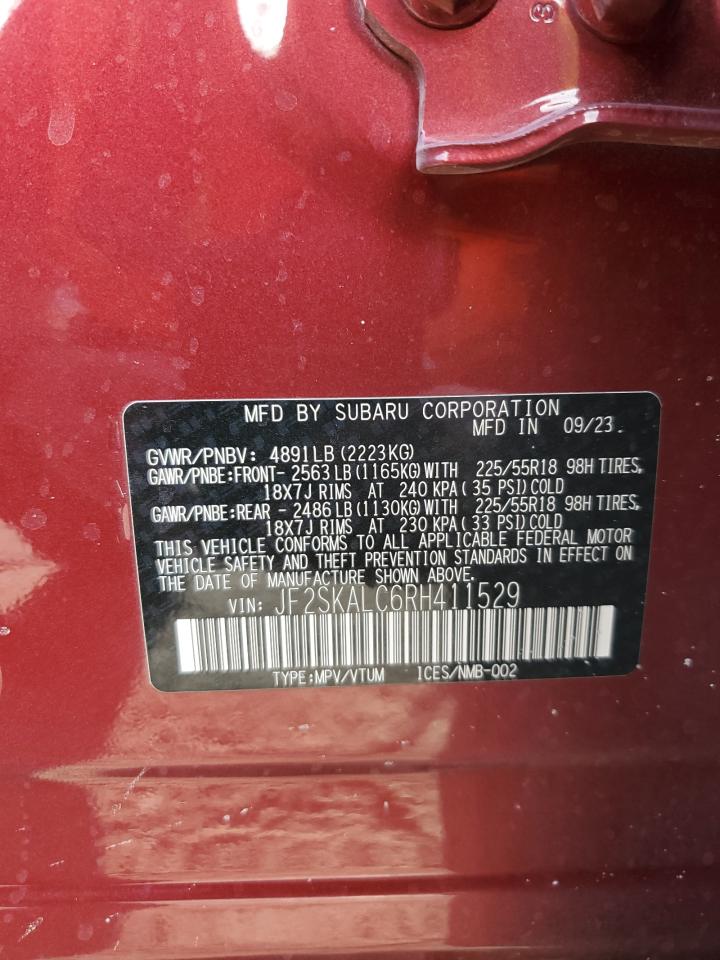 MFD BY SUBARU CORPORATION
MFD IN 09/23.
GVWR/PNBV: 4891LB (2223KG)
GAWR/PNBE:FRONT- 2563LB (1165KG)WITH 225/55R18 98H TIRES,
18X7J RIMS AT 240 KPA( 35 PSI)COLD
GAWR/PNBE:REAR - 2486LB (1130KG)WITH 225/55R18 98H TIRES,
18X7J RIMS AT 230 KPA( 33 PSI)COLD
THIS VEHICLE CONFORMS TO ALL APPLICABLE FEDERAL MOTOR
VEHICLE SAFETY AND THEFT PREVENTION STANDARDS IN EFFECT ON
THE DATE OF MANUFACTURE SHOWN ABOVE.
VIN: JF2SKALC6RH411529
TYPE:MPV/VTUM ICES/NMB-002